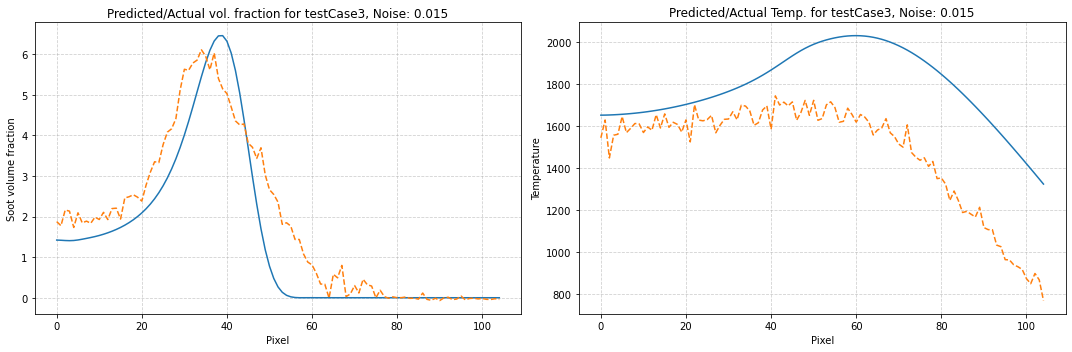 Predicted/Actual vol. fraction for testCase3, Noise: 0.015
Soot volume fraction
6
5
4
3
2
1
0
0 20 40 60 80 100
Pixel
Predicted/Actual Temp. for testCase3, Noise: 0.015
Temperature
2000
1800
1600
1400
1200
1000
800
0 20 40 60 80 100
Pixel